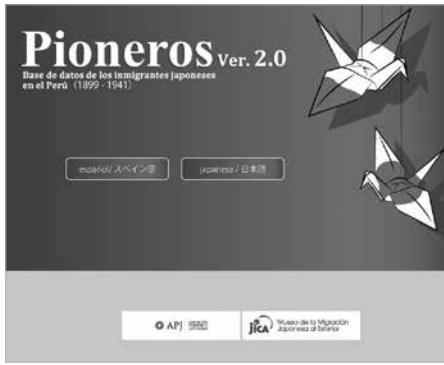 Pioneros Ver. 2.0
Base de datos de los inmigrantes japoneses
en el Perú (1899 - 1941)
español/ スペイン語
japanese / 日本語
APJ
JICA
Museo de la Migración
Japonesa al Exterior